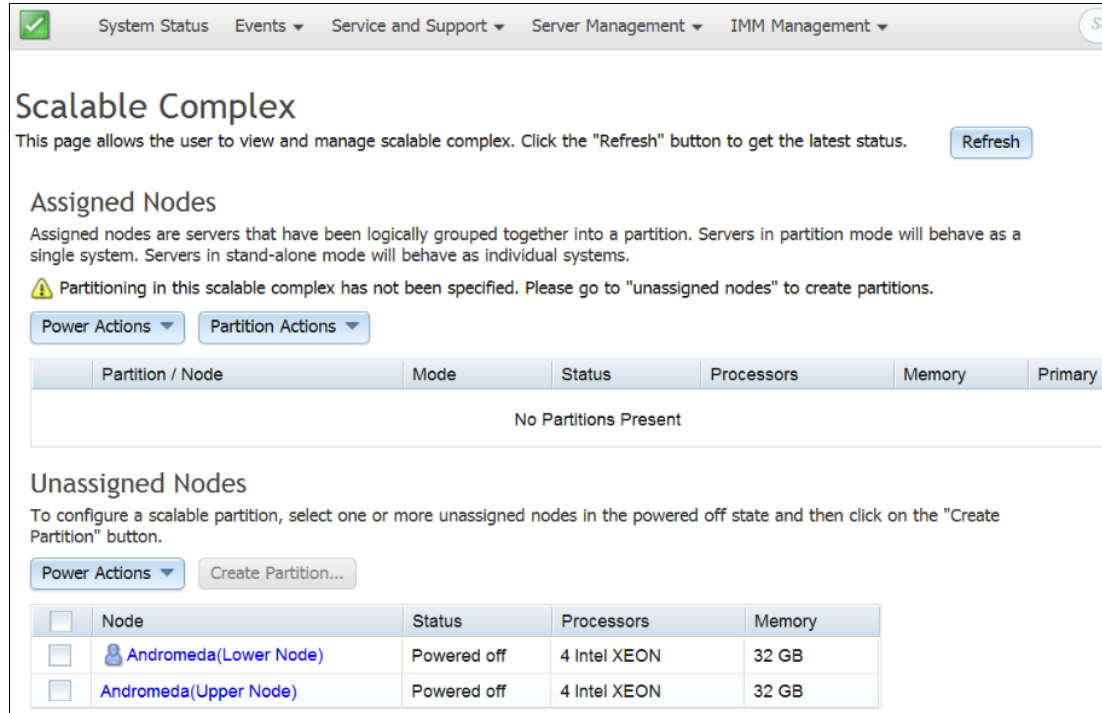 System Status Events Service and Support Server Management IMM Management
Scalable Complex
This page allows the user to view and manage scalable complex. Click the "Refresh" button to get the latest status. Refresh
Assigned Nodes
Assigned nodes are servers that have been logically grouped together into a partition. Servers in partition mode will behave as a
single system. Servers in stand-alone mode will behave as individual systems.
Partitioning in this scalable complex has not been specified. Please go to "unassigned nodes" to create partitions.
Power Actions Partition Actions
Partition / Node Mode Status Processors Memory Primary
No Partitions Present
Unassigned Nodes
To configure a scalable partition, select one or more unassigned nodes in the powered off state and then click on the "Create
Partition" button.
Power Actions Create Partition...
Node Status Processors Memory
Andromeda(Lower Node) Powered off 4 Intel XEON 32 GB
Andromeda(Upper Node) Powered off 4 Intel XEON 32 GB